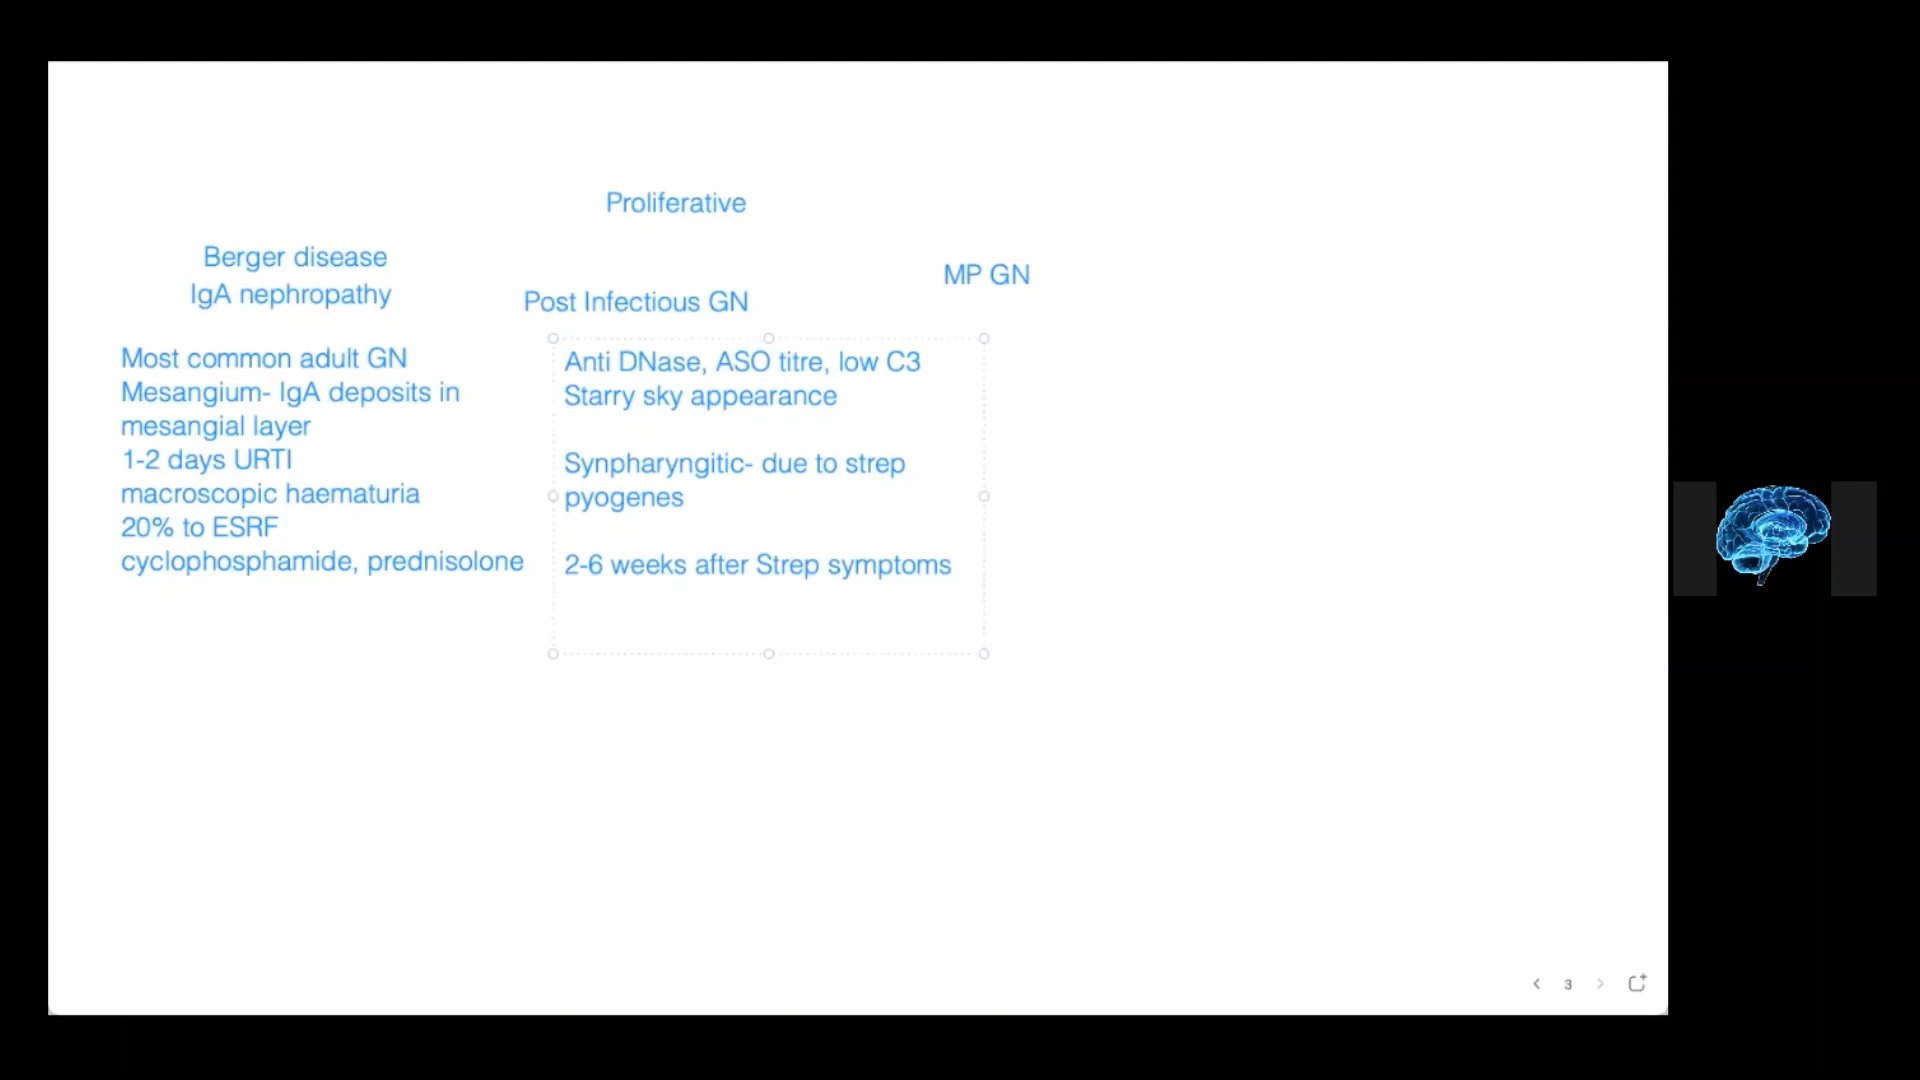 Proliferative
Berger disease
IgA nephropathy
Post Infectious GN
MP GN
Most common adult GN
Mesangium- IgA deposits in
mesangial layer
1-2 days URTI
macroscopic haematuria
20% to ESRF
cyclophosphamide, prednisolone
Anti DNase, ASO titre, low C3
Starry sky appearance
Synpharyngitic- due to strep
pyogenes
2-6 weeks after Strep symptoms
3